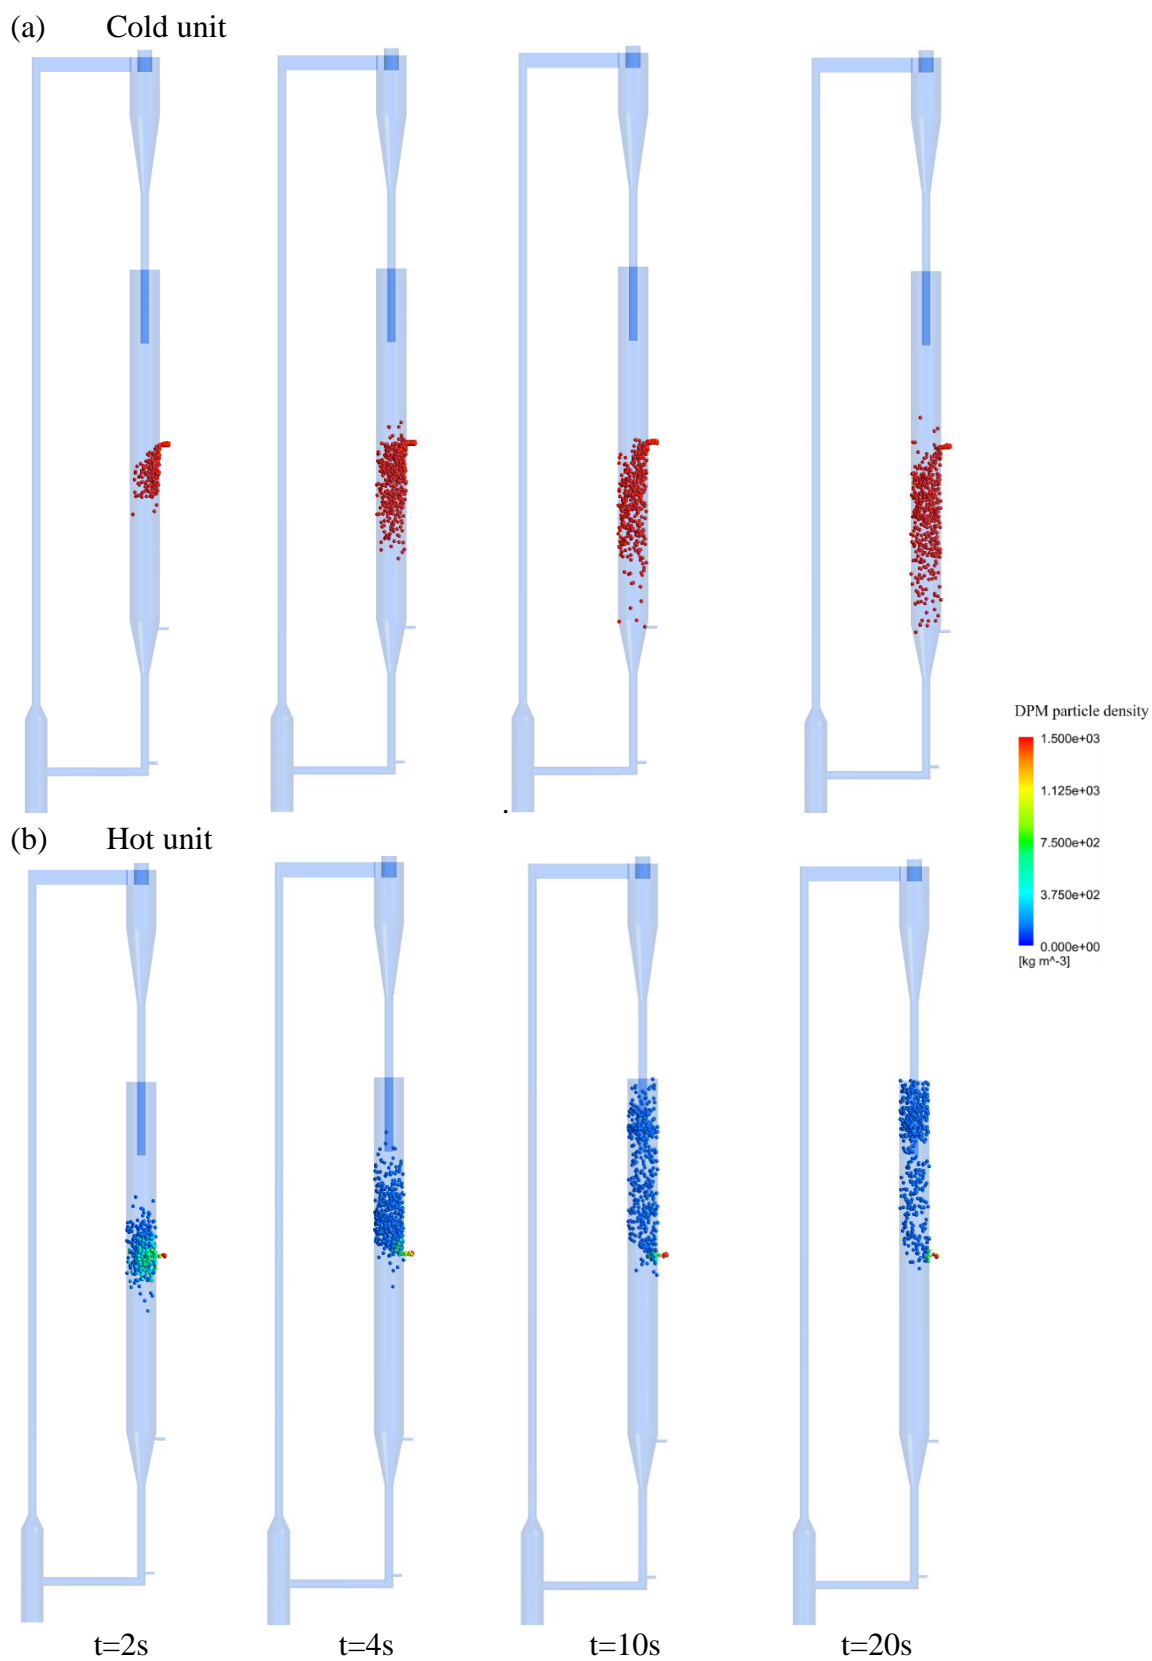 (a) Cold unit
DPM particle density
1.500e+03
1.125e+03
7.500e+02
3.750e+02
0.000e+00
[kg m^-3]
.
(b) Hot unit
t=2s t=4s t=10s t=20s